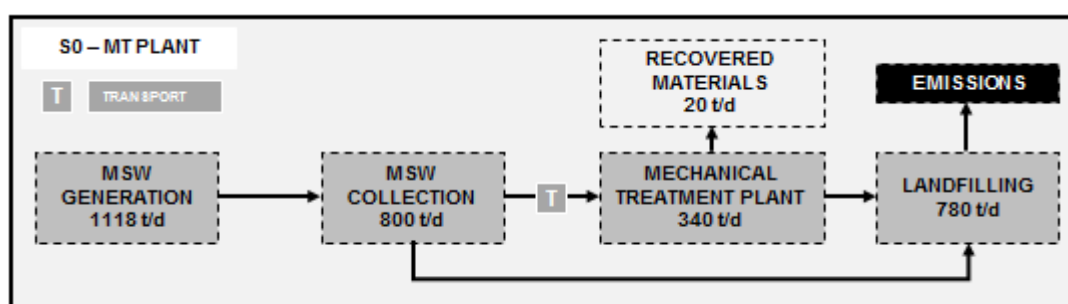 S0 – MT PLANT
T
TRANSPORT
RECOVERED
MATERIALS
20 t/d
EMISSIONS
MSW
GENERATION
1118 t/d
MSW
COLLECTION
800 t/d
T
MECHANICAL
TREATMENT PLANT
340 t/d
LANDFILLING
780 t/d